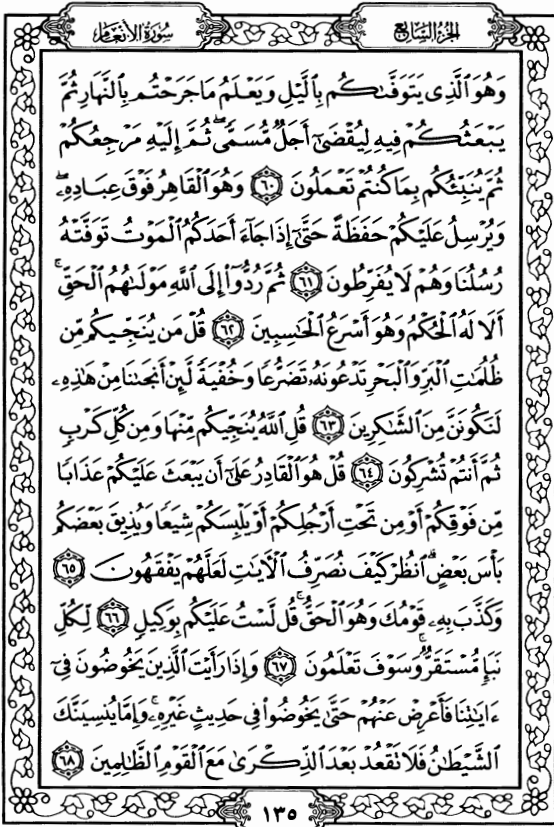 الجزء السابع
سورة الأنعام
وَهُوَ ٱلَّذِى يَتَوَفَّىٰكُم بِٱلَّيْلِ وَيَعْلَمُ مَا جَرَحْتُم بِٱلنَّهَارِ ثُمَّ
يَبْعَثُكُمْ فِيهِ لِيُقْضَىٰٓ أَجَلٌ مُّسَمًّى ۖ ثُمَّ إِلَيْهِ مَرْجِعُكُمْ
ثُمَّ يُنَبِّئُكُم بِمَا كُنتُمْ تَعْمَلُونَ ٦٠ وَهُوَ ٱلْقَاهِرُ فَوْقَ عِبَادِهِۦ ۖ
وَيُرْسِلُ عَلَيْكُمْ حَفَظَةً حَتَّىٰٓ إِذَا جَآءَ أَحَدَكُمُ ٱلْمَوْتُ تَوَفَّتْهُ
رُسُلُنَا وَهُمْ لَا يُفَرِّطُونَ ٦١ ثُمَّ رُدُّوٓا۟ إِلَى ٱللَّهِ مَوْلَىٰهُمُ ٱلْحَقِّ ۚ
أَلَا لَهُ ٱلْحُكْمُ وَهُوَ أَسْرَعُ ٱلْحَـٰسِبِينَ ٦٢ قُلْ مَن يُنَجِّيكُم مِّن
ظُلُمَـٰتِ ٱلْبَرِّ وَٱلْبَحْرِ تَدْعُونَهُۥ تَضَرُّعًا وَخُفْيَةً لَّئِنْ أَنجَىٰنَا مِنْ هَـٰذِهِۦ
لَنَكُونَنَّ مِنَ ٱلشَّـٰكِرِينَ ٦٣ قُلِ ٱللَّهُ يُنَجِّيكُم مِّنْهَا وَمِن كُلِّ كَرْبٍ
ثُمَّ أَنتُمْ تُشْرِكُونَ ٦٤ قُلْ هُوَ ٱلْقَادِرُ عَلَىٰٓ أَن يَبْعَثَ عَلَيْكُمْ عَذَابًا
مِّن فَوْقِكُمْ أَوْ مِن تَحْتِ أَرْجُلِكُمْ أَوْ يَلْبِسَكُمْ شِيَعًا وَيُذِيقَ بَعْضَكُم
بَأْسَ بَعْضٍ ۗ ٱنظُرْ كَيْفَ نُصَرِّفُ ٱلْـَٔايَـٰتِ لَعَلَّهُمْ يَفْقَهُونَ ٦٥
وَكَذَّبَ بِهِۦ قَوْمُكَ وَهُوَ ٱلْحَقُّ ۚ قُل لَّسْتُ عَلَيْكُم بِوَكِيلٍ ٦٦ لِّكُلِّ
نَبَإٍ مُّسْتَقَرٌّ ۚ وَسَوْفَ تَعْلَمُونَ ٦٧ وَإِذَا رَأَيْتَ ٱلَّذِينَ يَخُوضُونَ فِىٓ
ءَايَـٰتِنَا فَأَعْرِضْ عَنْهُمْ حَتَّىٰ يَخُوضُوا۟ فِى حَدِيثٍ غَيْرِهِۦ ۚ وَإِمَّا يُنسِيَنَّكَ
ٱلشَّيْطَـٰنُ فَلَا تَقْعُدْ بَعْدَ ٱلذِّكْرَىٰ مَعَ ٱلْقَوْمِ ٱلظَّـٰلِمِينَ ٦٨
١٣٥